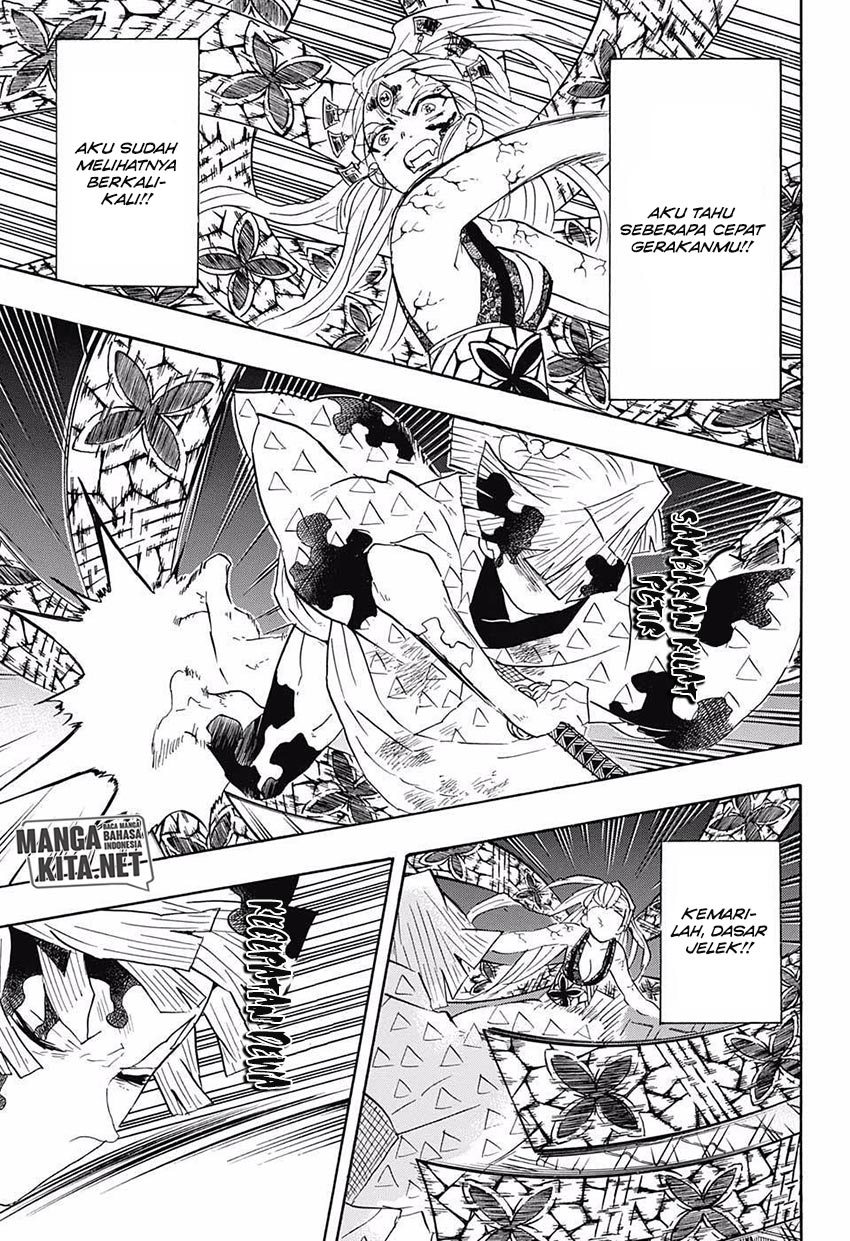 AKU TAHU
SEBERAPA CEPAT
GERAKANMU!!
AKU SUDAH
MELIHATNYA
BERKALI-
KALI!!
SAMBARAN KILAT
PETIR
KEMARI-
LAH, DASAR
JELEK!!
KECEPATAN DEWA
MANGA
KITA.NET
BACA MANGA
BAHASA
INDONESIA